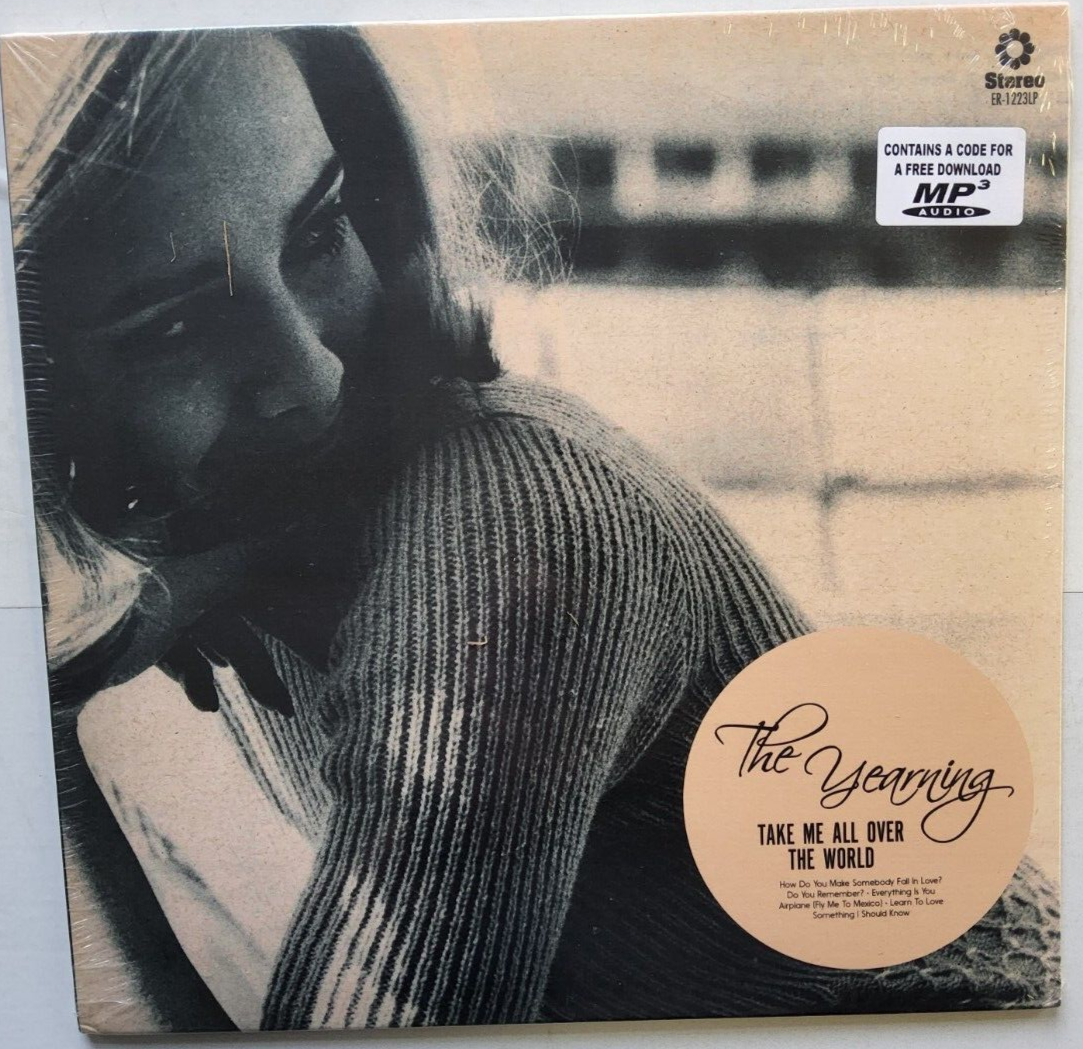 Stereo
ER-1223LP
CONTAINS A CODE FOR
A FREE DOWNLOAD
MP3
AUDIO
The Yearning
TAKE ME ALL OVER
THE WORLD
How Do You Make Somebody Fall In Love?
Do You Remember? - Everything Is You
Airplane (Fly Me To Mexico) - Learn To Love
Something I Should Know